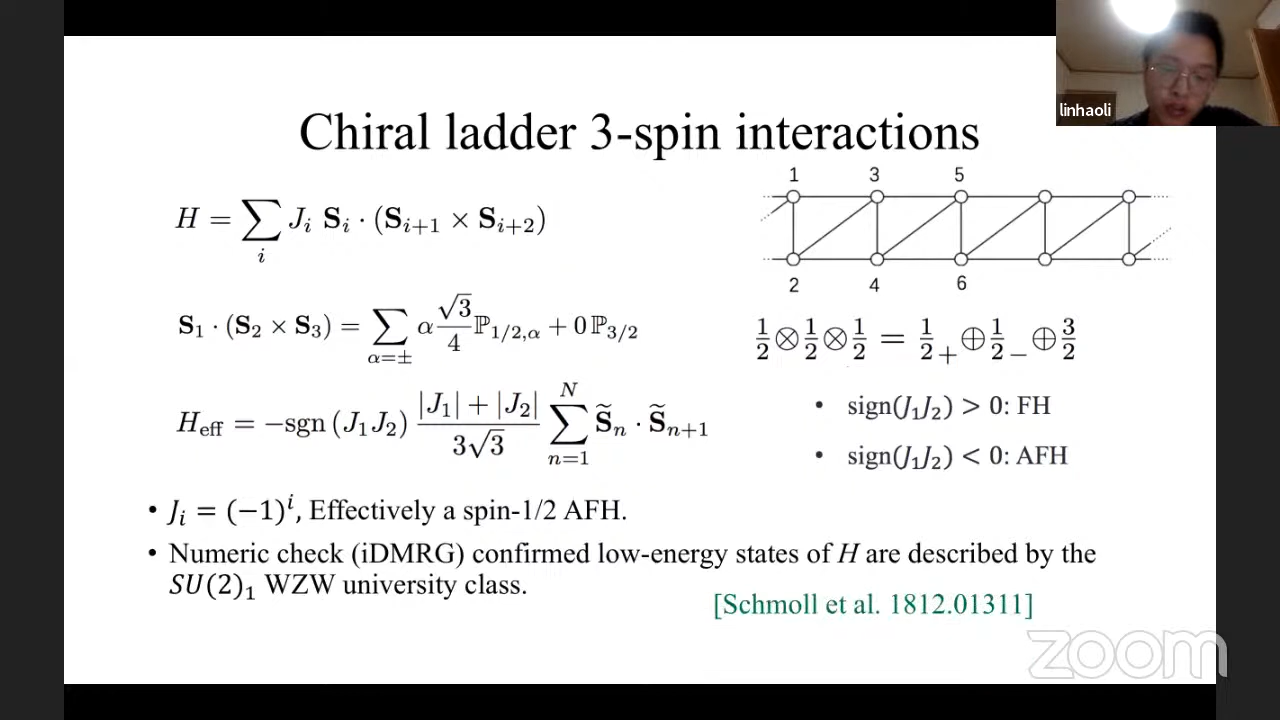 linhaoli
Chiral ladder 3-spin interactions
1 3 5
2 4 6
H = ∑_i J_i S_i · (S_{i+1} × S_{i+2})
S_1 · (S_2 × S_3) = ∑_{α=±} α √3/4 ℙ_{1/2,α} + 0 ℙ_{3/2}
1/2 ⊗ 1/2 ⊗ 1/2 = 1/2_+ ⊕ 1/2_− ⊕ 3/2
H_eff = −sgn (J_1 J_2) (|J_1| + |J_2|)/(3√3) ∑_{n=1}^{N} S̃_n · S̃_{n+1}
• sign(J₁J₂) > 0: FH
• sign(J₁J₂) < 0: AFH
• J_i = (−1)^i, Effectively a spin-1/2 AFH.
• Numeric check (iDMRG) confirmed low-energy states of H are described by the
SU(2)₁ WZW university class.
[Schmoll et al. 1812.01311]
zoom